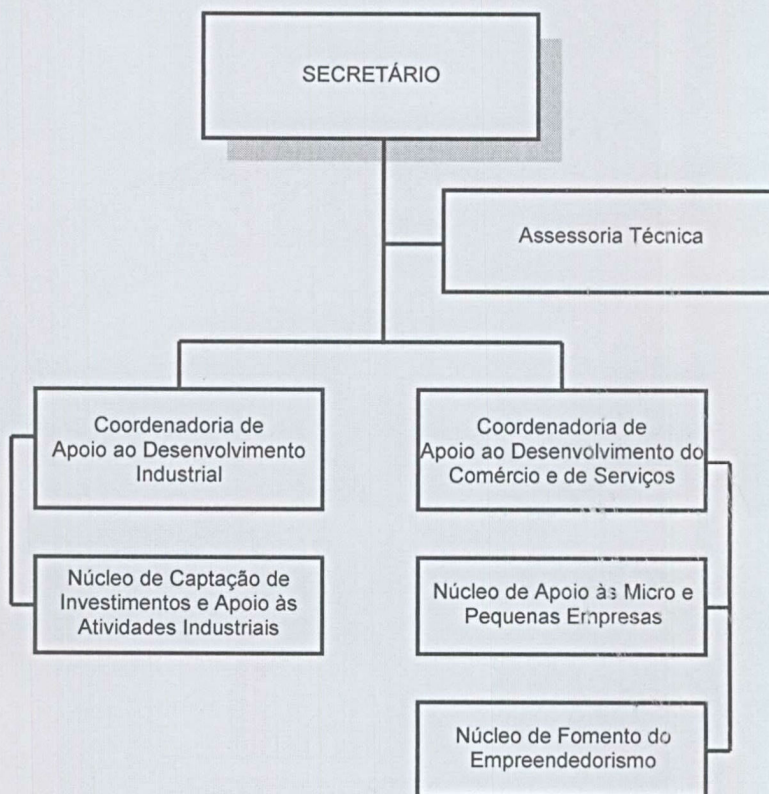 SECRETÁRIO
Assessoria Técnica
Coordenadoria de
Apoio ao Desenvolvimento
Industrial
Coordenadoria de
Apoio ao Desenvolvimento do
Comércio e de Serviços
Núcleo de Captação de
Investimentos e Apoio às
Atividades Industriais
Núcleo de Apoio às Micro e
Pequenas Empresas
Núcleo de Fomento do
Empreendedorismo